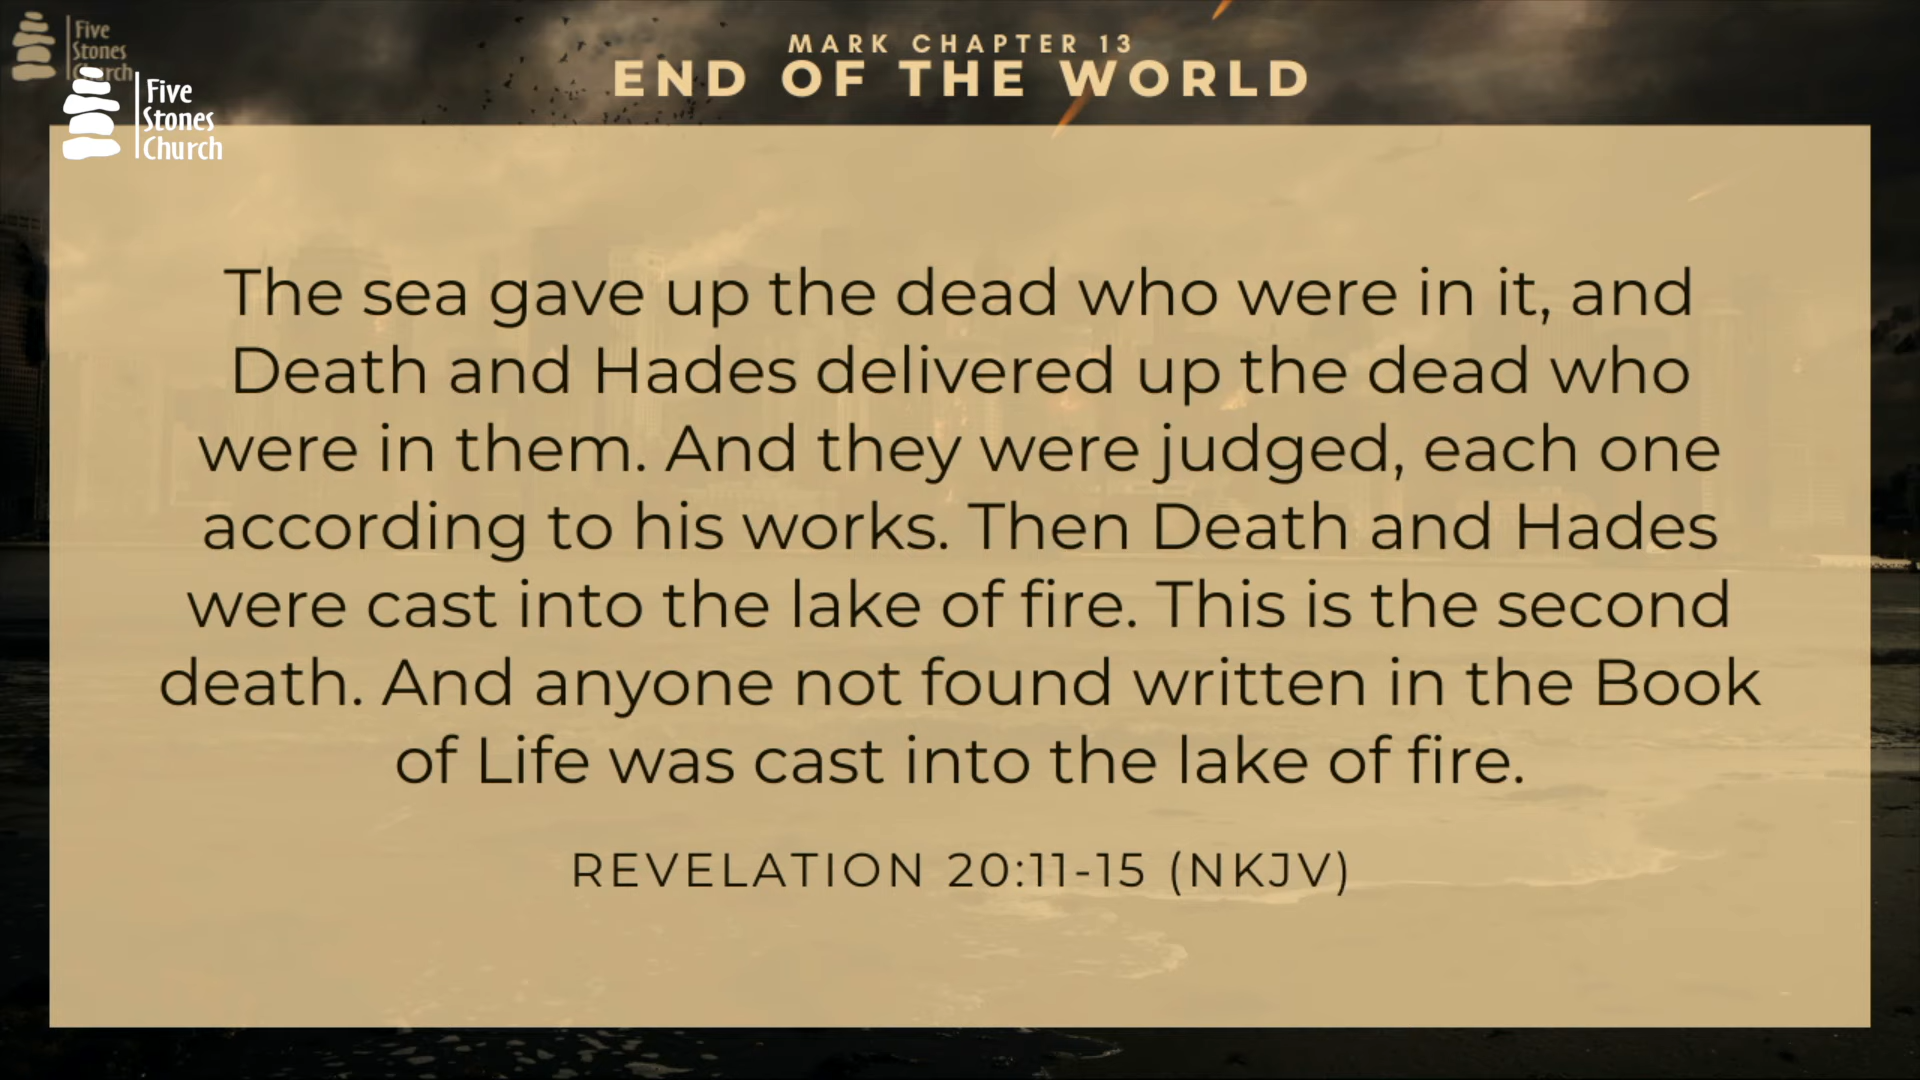 Five
Stones
Church
Five
Stones
Church
MARK CHAPTER 13
END OF THE WORLD
The sea gave up the dead who were in it, and
Death and Hades delivered up the dead who
were in them. And they were judged, each one
according to his works. Then Death and Hades
were cast into the lake of fire. This is the second
death. And anyone not found written in the Book
of Life was cast into the lake of fire.
REVELATION 20:11-15 (NKJV)